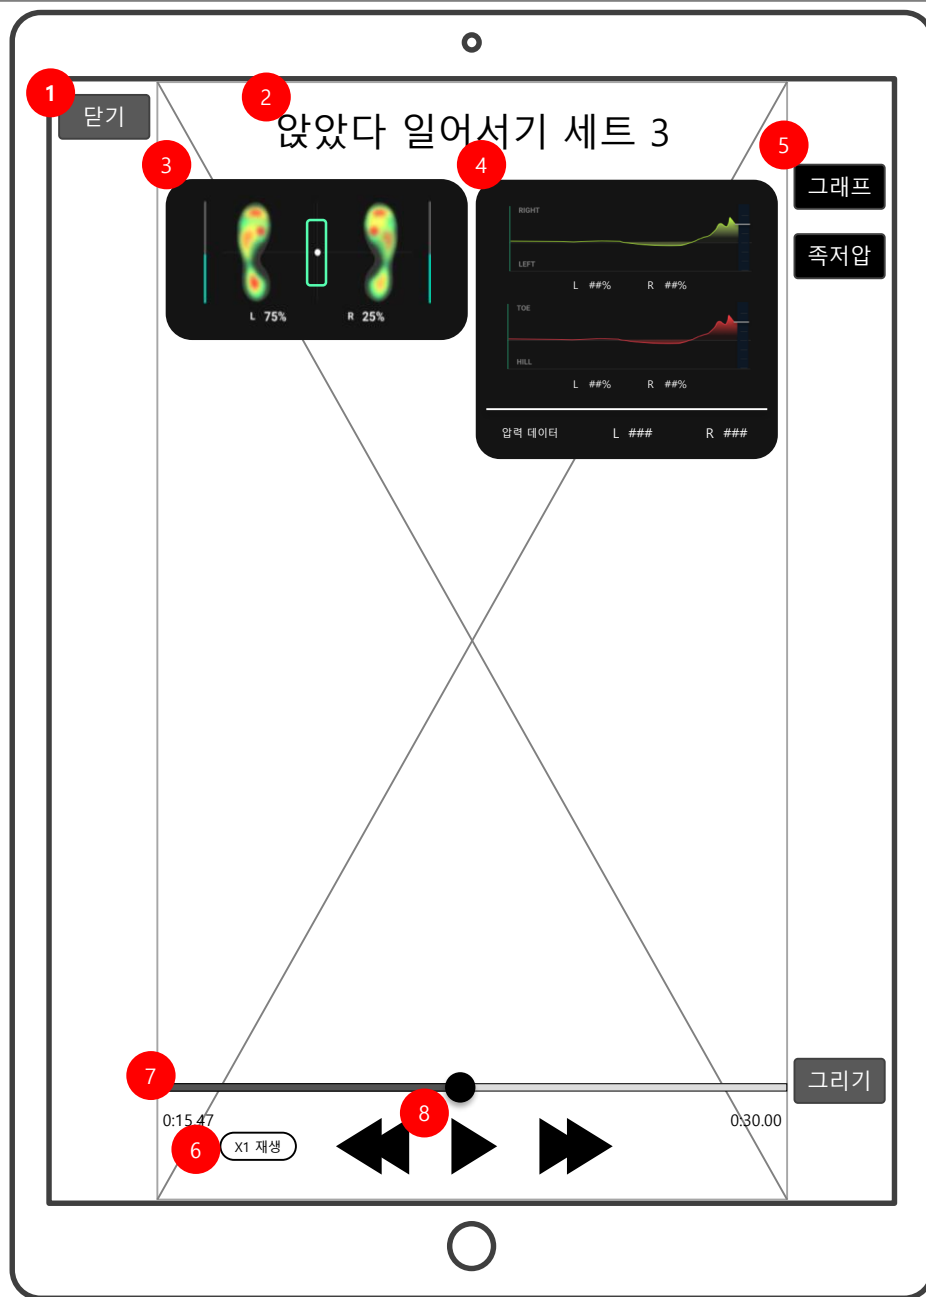 1
닫기
2
앉았다 일어서기 세트 3
3
L 75% R 25%
4
RIGHT
LEFT
L ##% R ##%
TOE
HILL
L ##% R ##%
압력 데이터 L ### R ###
5
그래프
족저압
7
그리기
0:15.47 0:30.00
8
6
X1 재생